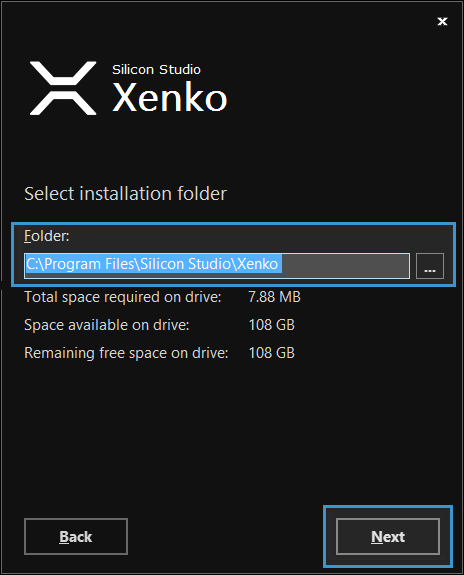 x
Silicon Studio
Xenko
Select installation folder
Folder:
C:\Program Files\Silicon Studio\Xenko
...
Total space required on drive: 7.88 MB
Space available on drive: 108 GB
Remaining free space on drive: 108 GB
Back
Next